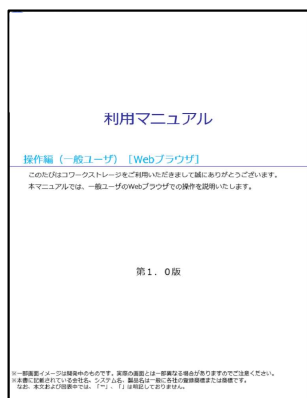 利用マニュアル
操作編（一般ユーザ）［Webブラウザ］
このたびはコワークストレージをご利用いただきまして誠にありがとうございます。
本マニュアルでは、一般ユーザのWebブラウザでの操作を説明いたします。
第１．０版
※一部画面イメージは開発中のものです。実際の画面とは一部異なる場合がありますのでご注意ください。
※本書に記載されている会社名、システム名、製品名は一般に各社の登録商標または商標です。
なお、本文および図表中では、「™」、「」は明記しておりません。